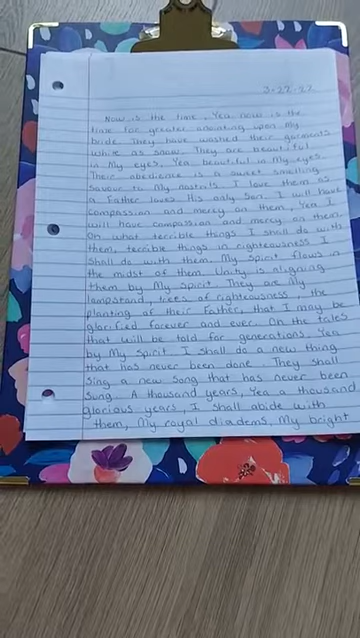 3-22-22
Now is the time, Yea now is the
time for greater anointing upon My
bride. They have washed their garments
white as snow. They are beautiful
in My eyes, Yea beautiful in My eyes.
Their obedience is a sweet smelling
savour to My nostrils I love them as
a Father loves His only Son. I will have
compassion and mercy on them, Yea I
will have compassion and mercy on them.
Oh what terrible things I shall do with
them, terrible things in righteousness I
shall do with them. My Spirit flows in
the midst of them. Unity is aligning
them by My Spirit. They are My
lampstand, trees of righteousness, the
planting of their Father, that I may be
glorified forever and ever. Oh the tales
that will be told for generations. Yea
by My Spirit I shall do a new thing
that has never been done. They shall
sing a new song that has never been
sung. A thousand years, Yea a thousand
glorious years, I shall abide with
them, My royal diadems, My bright